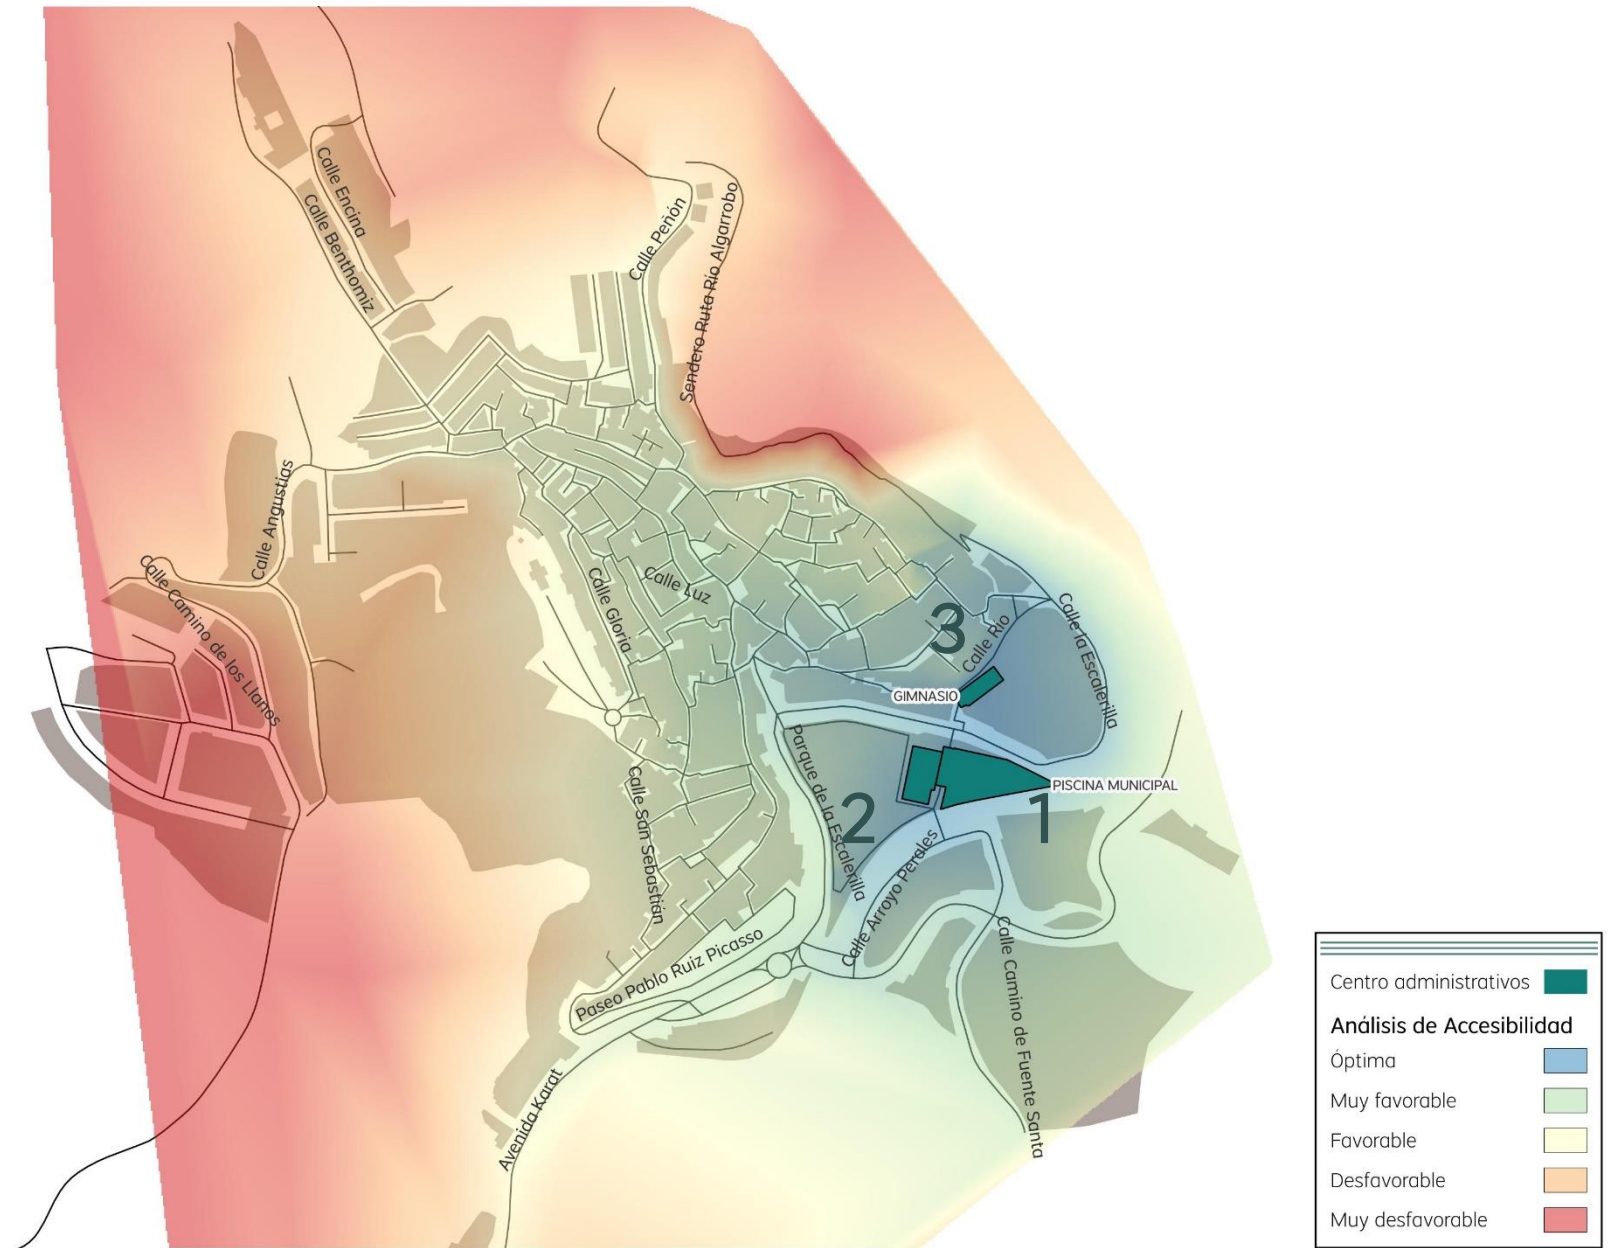 Calle Encina
Calle Benthomiz
Calle Peñón
Sendero Ruta Río Algarrobo
Calle Angustias
Calle Camino de los Llanos
Calle Gloria
Calle Luz
3
Calle Río
Calle la Escalerilla
GIMNASIO
Parque de la Escalerilla
PISCINA MUNICIPAL
2
1
Calle San Sebastián
Calle Arroyo Perales
Paseo Pablo Ruiz Picasso
Calle Camino de Fuente Santa
Avenida Karat
Centro administrativos
Análisis de Accesibilidad
Óptima
Muy favorable
Favorable
Desfavorable
Muy desfavorable